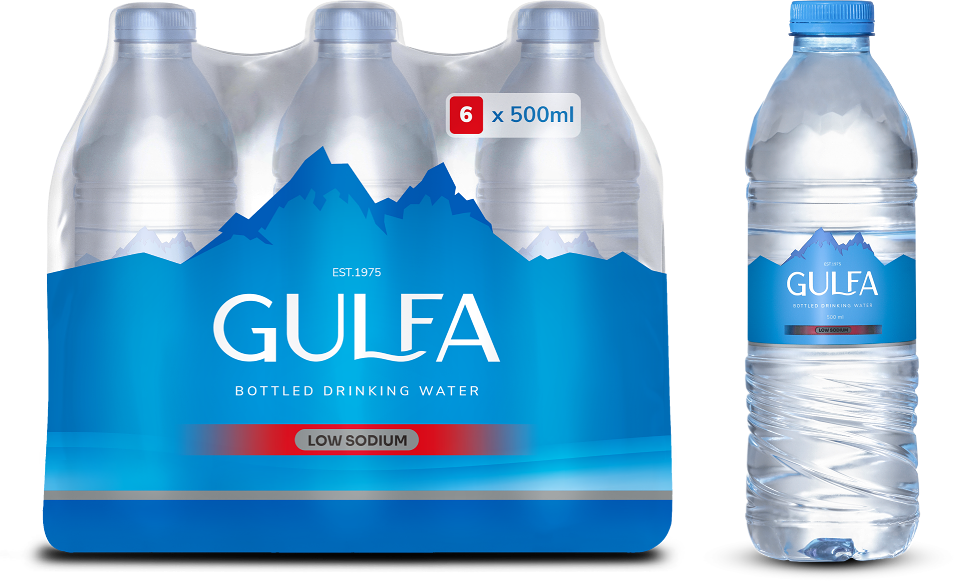 6 x 500ml
EST.1975
GULFA
BOTTLED DRINKING WATER
LOW SODIUM
EST.1975
GULFA
BOTTLED DRINKING WATER
500 ml
LOW SODIUM